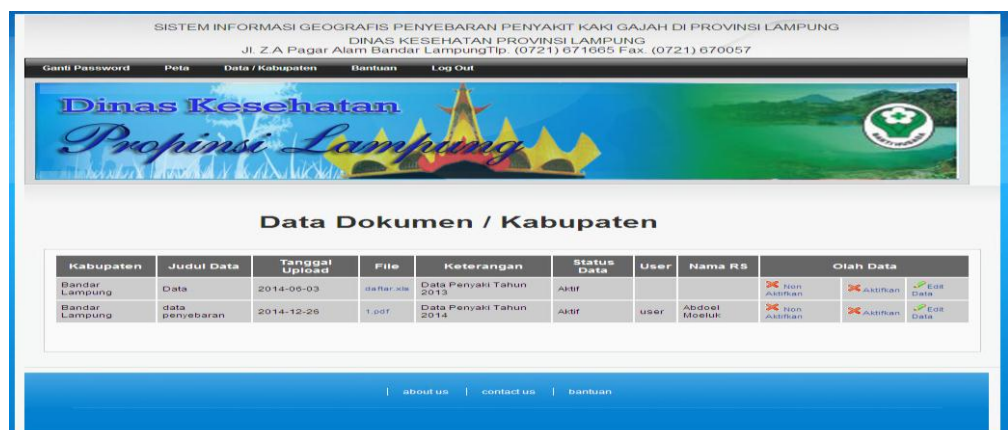 SISTEM INFORMASI GEOGRAFIS PENYEBARAN PENYAKIT KAKI GAJAH DI PROVINSI LAMPUNG
DINAS KESEHATAN PROVINSI LAMPUNG
Jl. Z.A Pagar Alam Bandar LampungTlp. (0721) 671665 Fax. (0721) 670057
Ganti Password Peta Data / Kabupaten Bantuan Log Out
Dinas Kesehatan
Propinsi Lampung
BAKTI HUSADA
Data Dokumen / Kabupaten
Kabupaten Judul Data Tanggal Upload File Keterangan Status Data User Nama RS Olah Data
Bandar Lampung Data 2014-06-03 daftar.xls Data Penyaki Tahun 2013 Aktif Non Aktifkan Aktifkan Edit Data
Bandar Lampung data penyebaran 2014-12-26 1.pdf Data Penyaki Tahun 2014 Aktif user Abdoel Moeluk Non Aktifkan Aktifkan Edit Data
| about us | contact us | bantuan